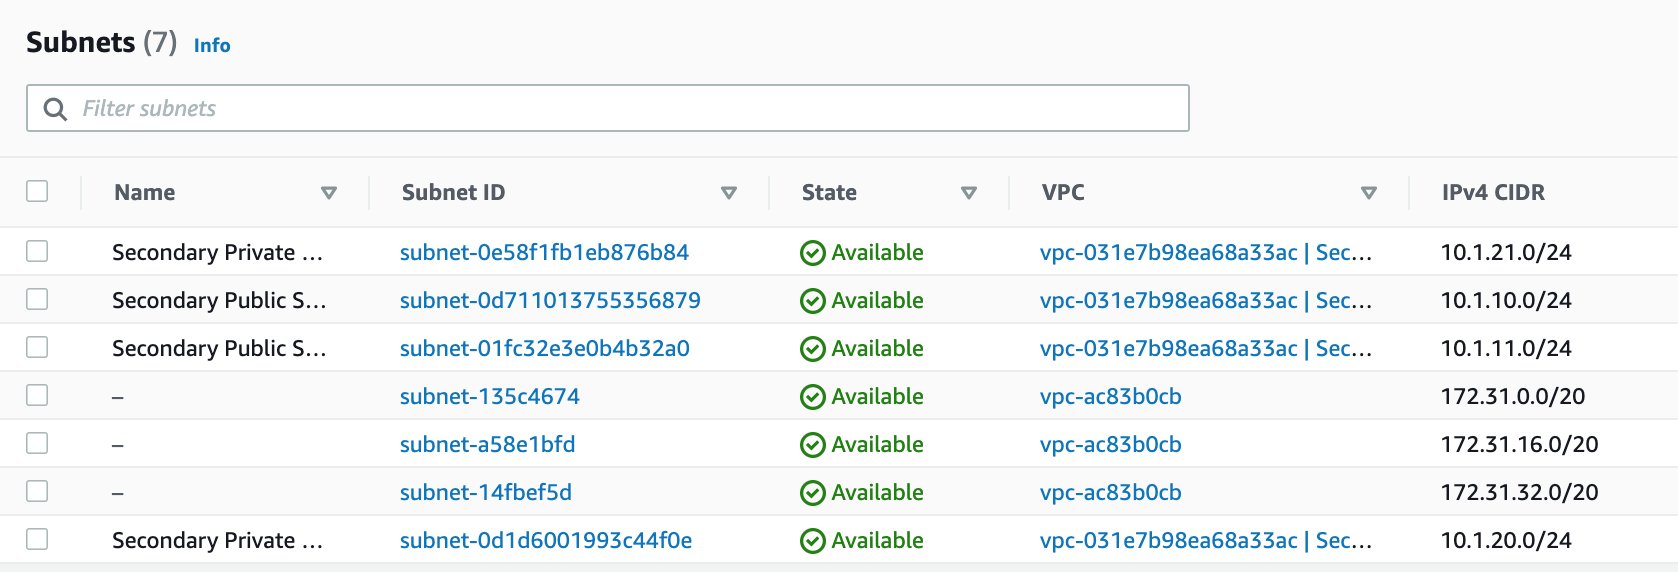 Subnets (7) Info
Filter subnets
Name Subnet ID State VPC IPv4 CIDR
Secondary Private ... subnet-0e58f1fb1eb876b84 Available vpc-031e7b98ea68a33ac | Sec... 10.1.21.0/24
Secondary Public S... subnet-0d711013755356879 Available vpc-031e7b98ea68a33ac | Sec... 10.1.10.0/24
Secondary Public S... subnet-01fc32e3e0b4b32a0 Available vpc-031e7b98ea68a33ac | Sec... 10.1.11.0/24
– subnet-135c4674 Available vpc-ac83b0cb 172.31.0.0/20
– subnet-a58e1bfd Available vpc-ac83b0cb 172.31.16.0/20
– subnet-14fbef5d Available vpc-ac83b0cb 172.31.32.0/20
Secondary Private ... subnet-0d1d6001993c44f0e Available vpc-031e7b98ea68a33ac | Sec... 10.1.20.0/24